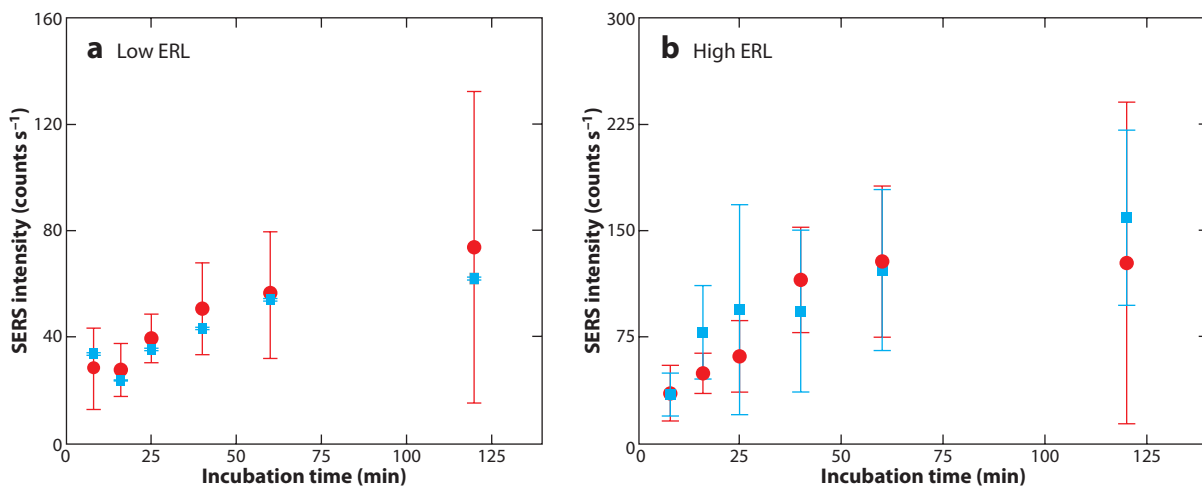 a Low ERL
SERS intensity (counts s⁻¹)
160
120
80
40
0
0 25 50 75 100 125
Incubation time (min)
b High ERL
SERS intensity (counts s⁻¹)
300
225
150
75
0
0 25 50 75 100 125
Incubation time (min)